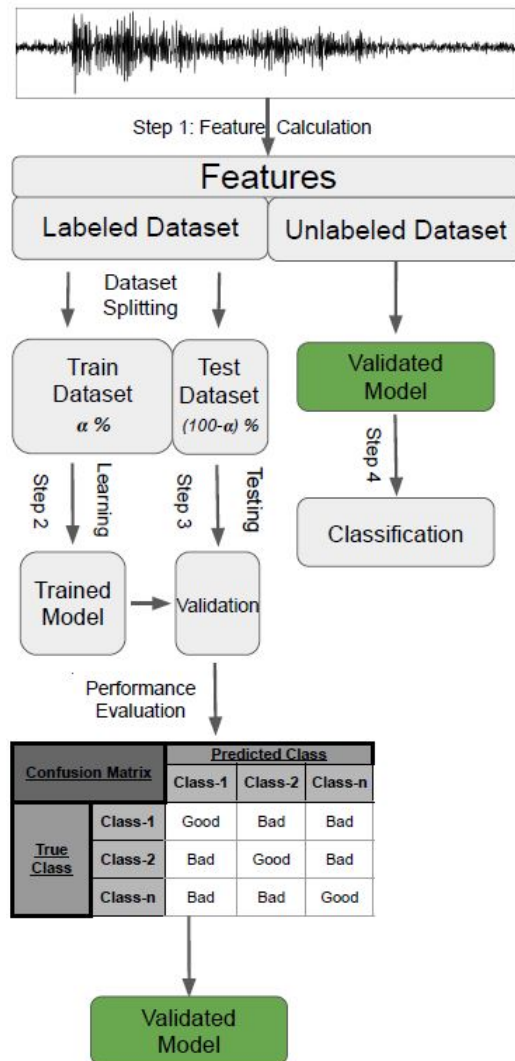 Step 1: Feature Calculation
Features
Labeled Dataset
Unlabeled Dataset
Dataset
Splitting
Train
Dataset
α %
Test
Dataset
(100-α) %
Validated
Model
Step 2
Learning
Step 3
Testing
Step 4
Classification
Trained
Model
Validation
Performance
Evaluation
Confusion Matrix
Predicted Class
Class-1 Class-2 Class-n
True
Class
Class-1 Good Bad Bad
Class-2 Bad Good Bad
Class-n Bad Bad Good
Validated
Model